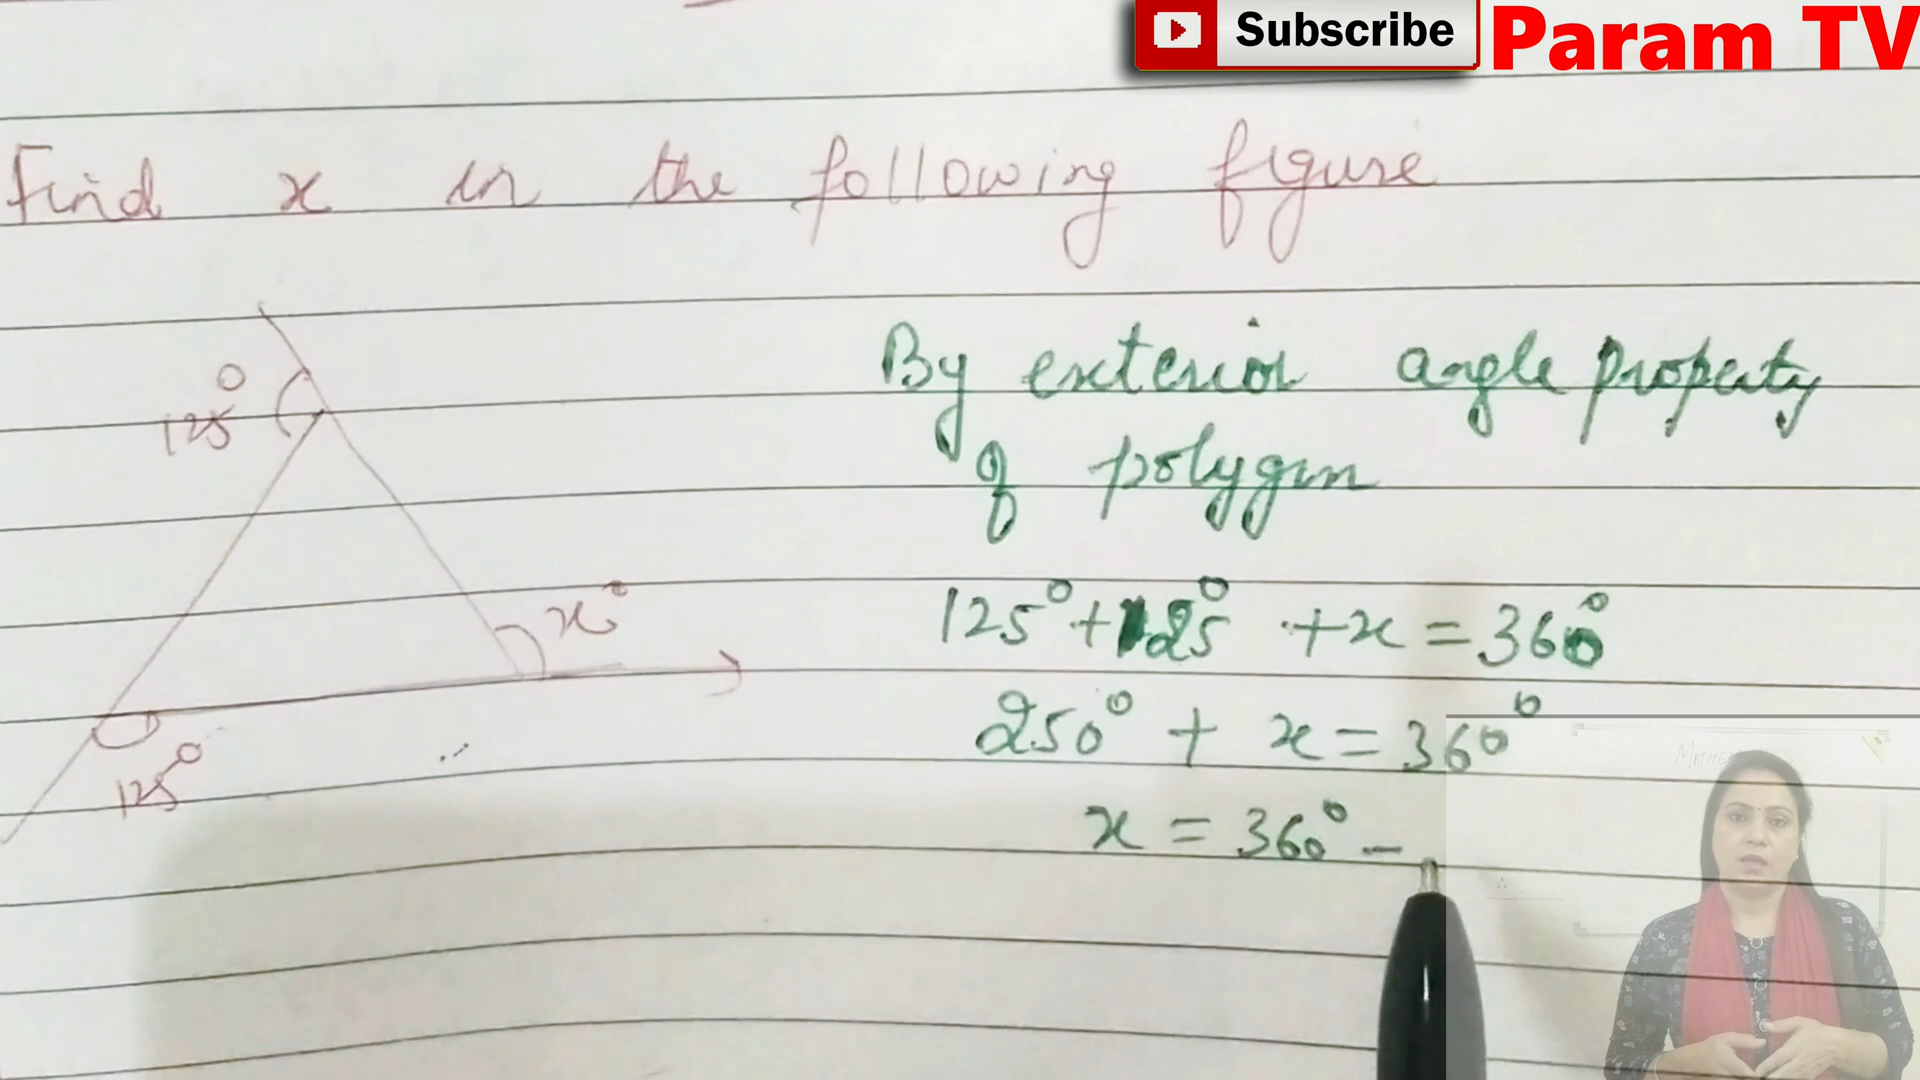 Subscribe Param TV
Find x in the following figure
By exterior angle property
of polygon
125°
125° + 125° + x = 360°
x°
250° + x = 360°
125°
x = 360° -